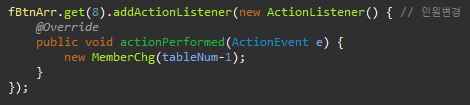 fBtnArr.get(8).addActionListener(new ActionListener() { // 인원변경
    @Override
    public void actionPerformed(ActionEvent e) {
        new MemberChg(tableNum-1);
    }
});